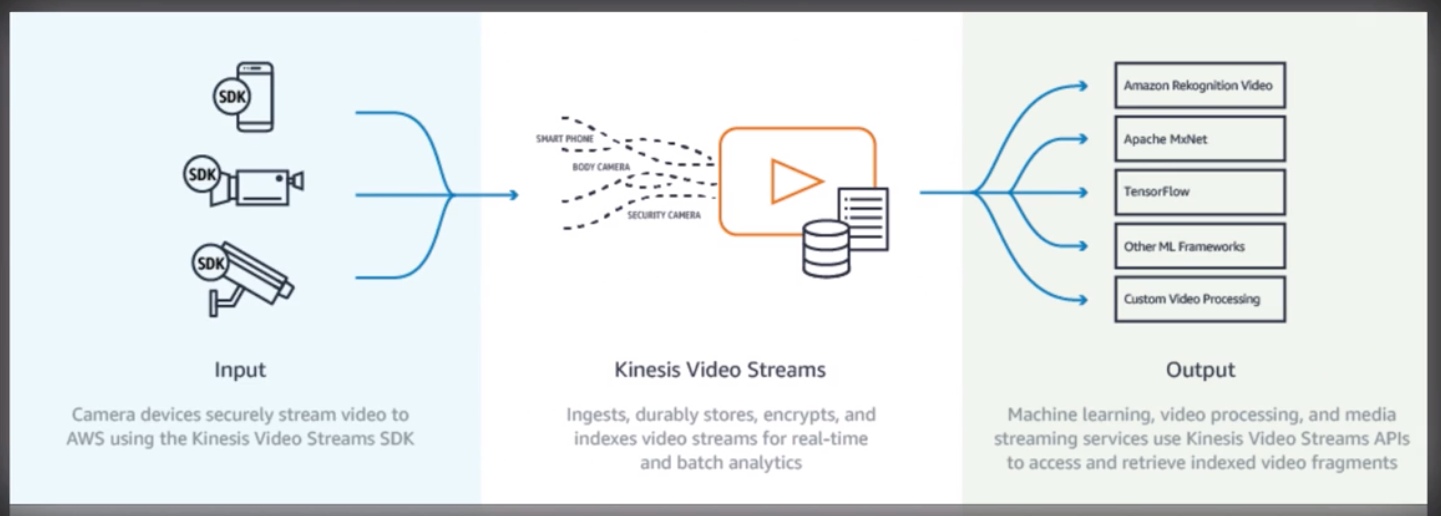 SDK
SDK
SDK
Input
Camera devices securely stream video to
AWS using the Kinesis Video Streams SDK
SMART PHONE
BODY CAMERA
SECURITY CAMERA
Kinesis Video Streams
Ingests, durably stores, encrypts, and
indexes video streams for real-time
and batch analytics
Amazon Rekognition Video
Apache MxNet
TensorFlow
Other ML Frameworks
Custom Video Processing
Output
Machine learning, video processing, and media
streaming services use Kinesis Video Streams APIs
to access and retrieve indexed video fragments